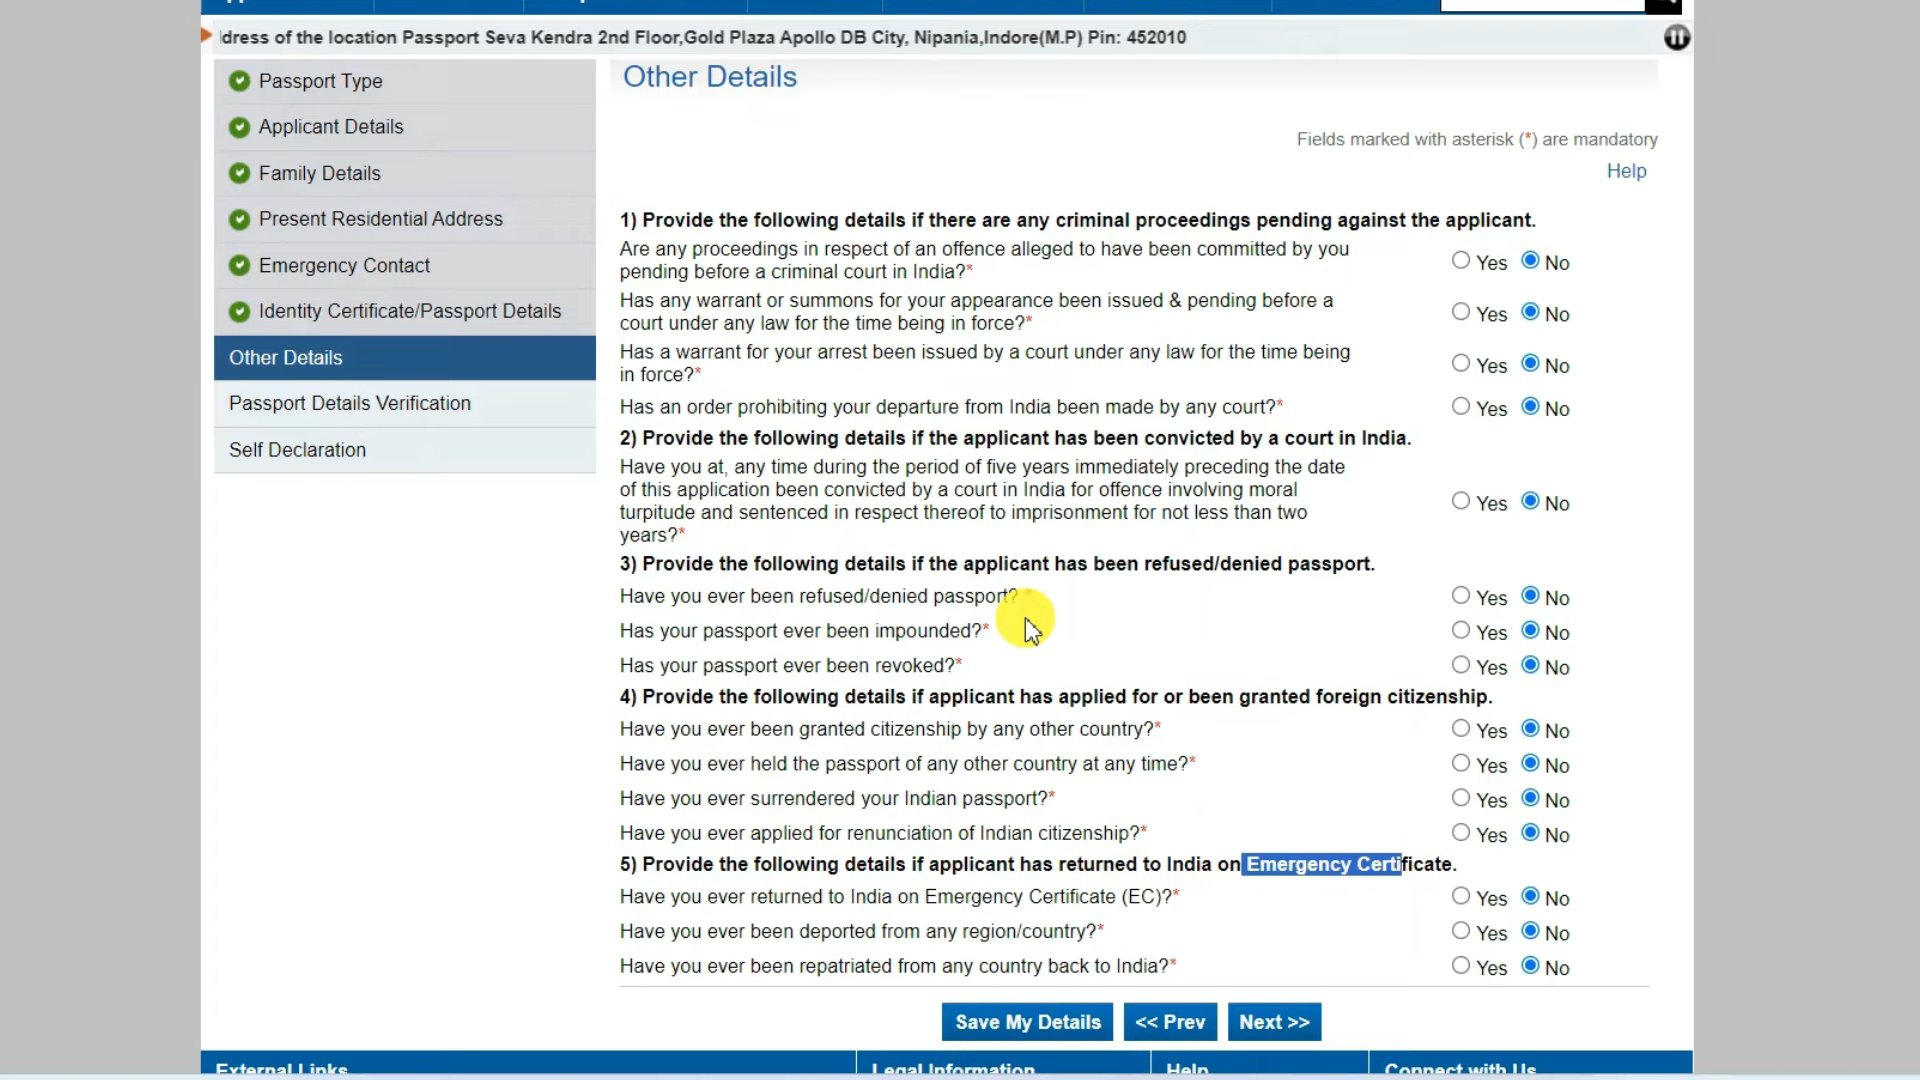 dress of the location Passport Seva Kendra 2nd Floor,Gold Plaza Apollo DB City, Nipania,Indore(M.P) Pin: 452010
Passport Type
Applicant Details
Family Details
Present Residential Address
Emergency Contact
Identity Certificate/Passport Details
Other Details
Passport Details Verification
Self Declaration
Other Details
Fields marked with asterisk (*) are mandatory
Help
1) Provide the following details if there are any criminal proceedings pending against the applicant.
Are any proceedings in respect of an offence alleged to have been committed by you
pending before a criminal court in India?*
Yes No
Has any warrant or summons for your appearance been issued & pending before a
court under any law for the time being in force?*
Yes No
Has a warrant for your arrest been issued by a court under any law for the time being
in force?*
Yes No
Has an order prohibiting your departure from India been made by any court?*
Yes No
2) Provide the following details if the applicant has been convicted by a court in India.
Have you at, any time during the period of five years immediately preceding the date
of this application been convicted by a court in India for offence involving moral
turpitude and sentenced in respect thereof to imprisonment for not less than two
years?*
Yes No
3) Provide the following details if the applicant has been refused/denied passport.
Have you ever been refused/denied passport? *
Yes No
Has your passport ever been impounded?*
Yes No
Has your passport ever been revoked?*
Yes No
4) Provide the following details if applicant has applied for or been granted foreign citizenship.
Have you ever been granted citizenship by any other country?*
Yes No
Have you ever held the passport of any other country at any time?*
Yes No
Have you ever surrendered your Indian passport?*
Yes No
Have you ever applied for renunciation of Indian citizenship?*
Yes No
5) Provide the following details if applicant has returned to India on Emergency Certificate.
Have you ever returned to India on Emergency Certificate (EC)?*
Yes No
Have you ever been deported from any region/country?*
Yes No
Have you ever been repatriated from any country back to India?*
Yes No
Save My Details << Prev Next >>
External Links Legal Information Help Connect with Us